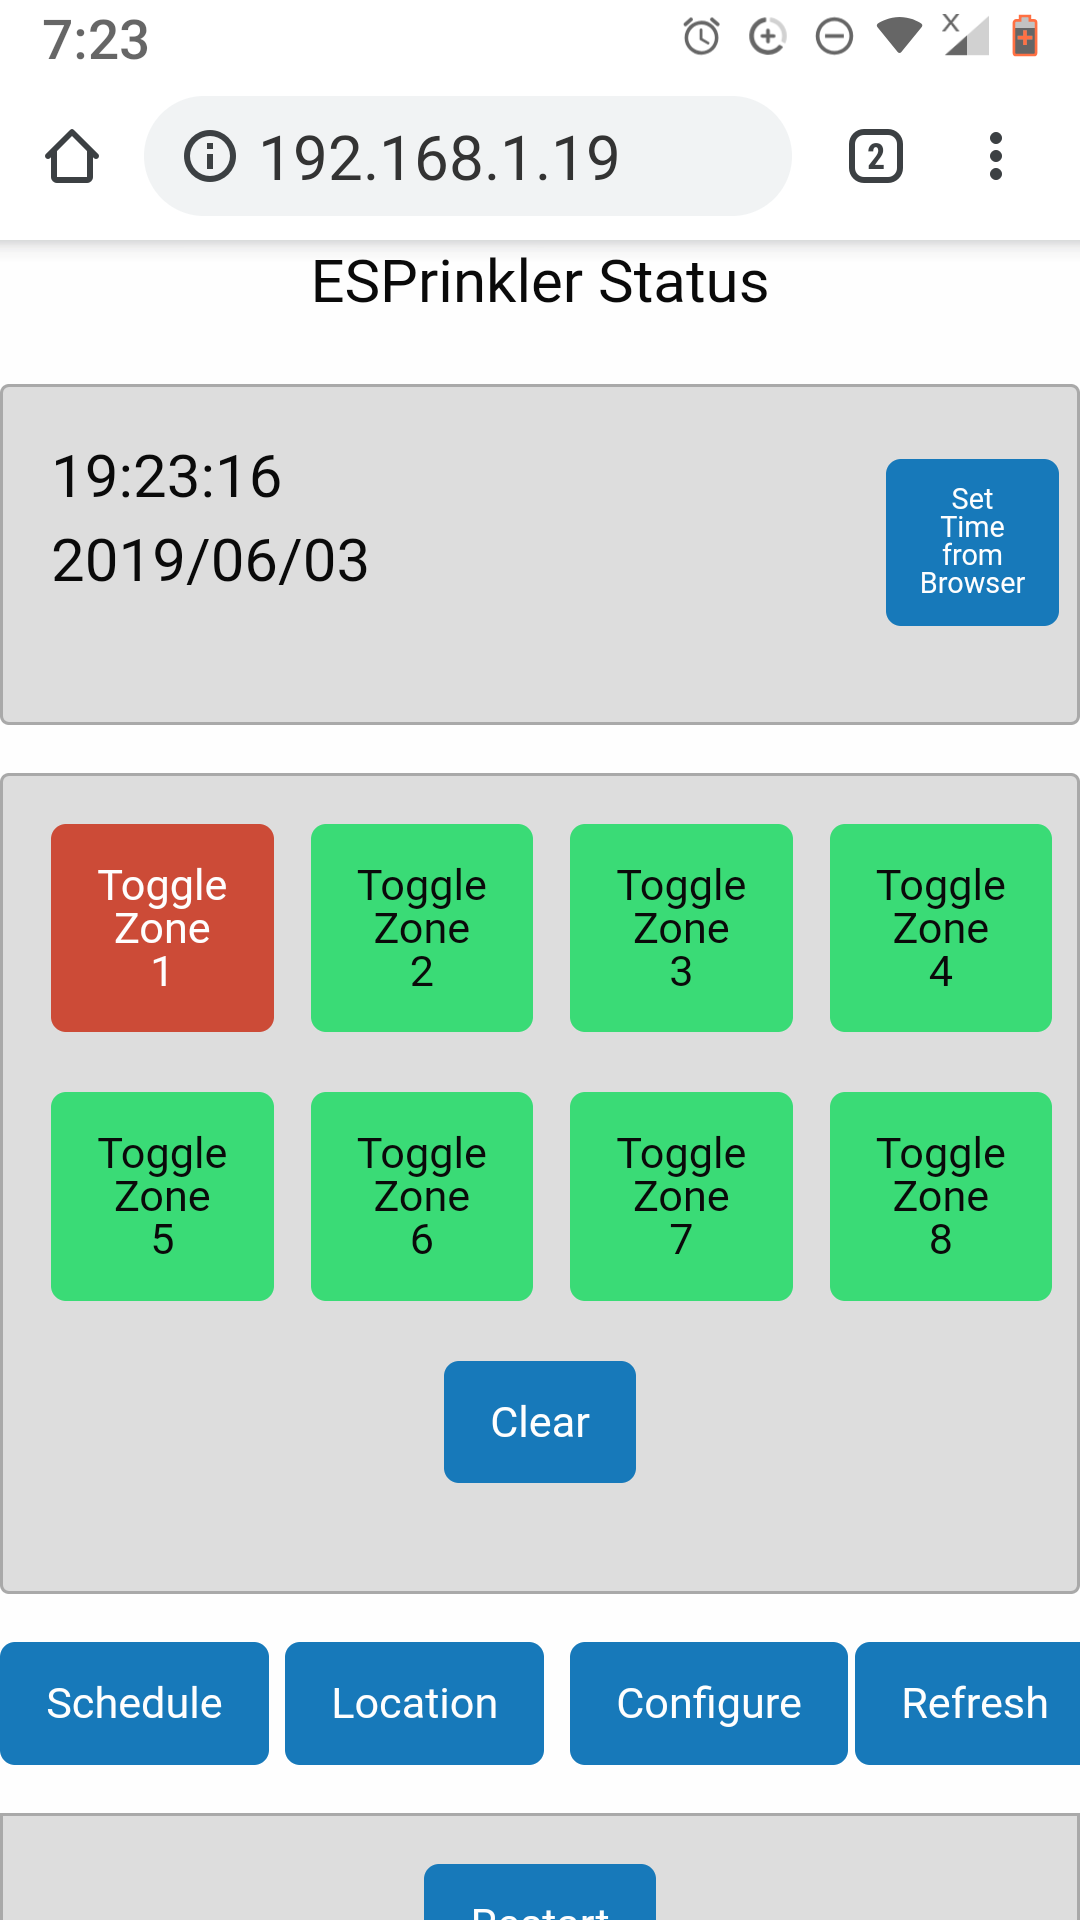 7:23
X
192.168.1.19
2
ESPrinkler Status
19:23:16
2019/06/03
Set
Time
from
Browser
Toggle
Zone
1
Toggle
Zone
2
Toggle
Zone
3
Toggle
Zone
4
Toggle
Zone
5
Toggle
Zone
6
Toggle
Zone
7
Toggle
Zone
8
Clear
Schedule
Location
Configure
Refresh
Restart